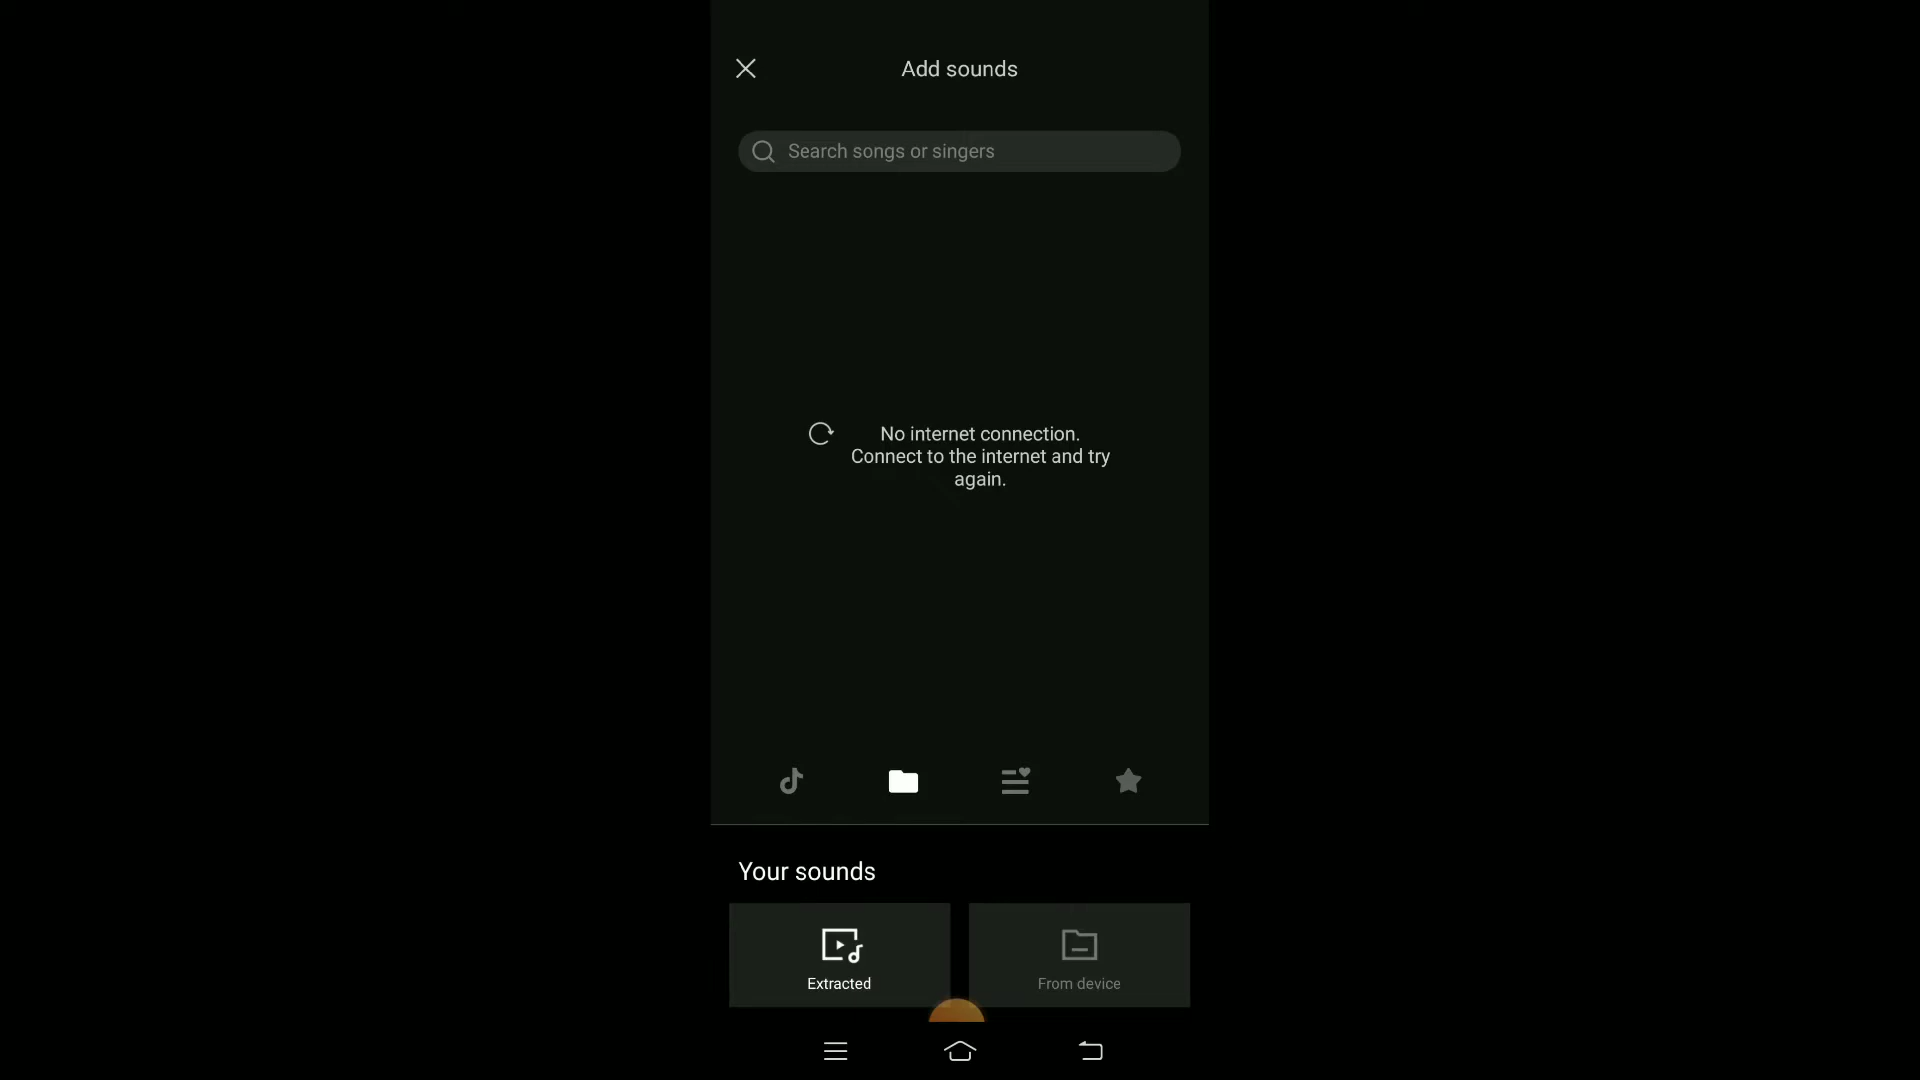 Add sounds
Search songs or singers
No internet connection.
Connect to the internet and try
again.
Your sounds
Extracted
From device